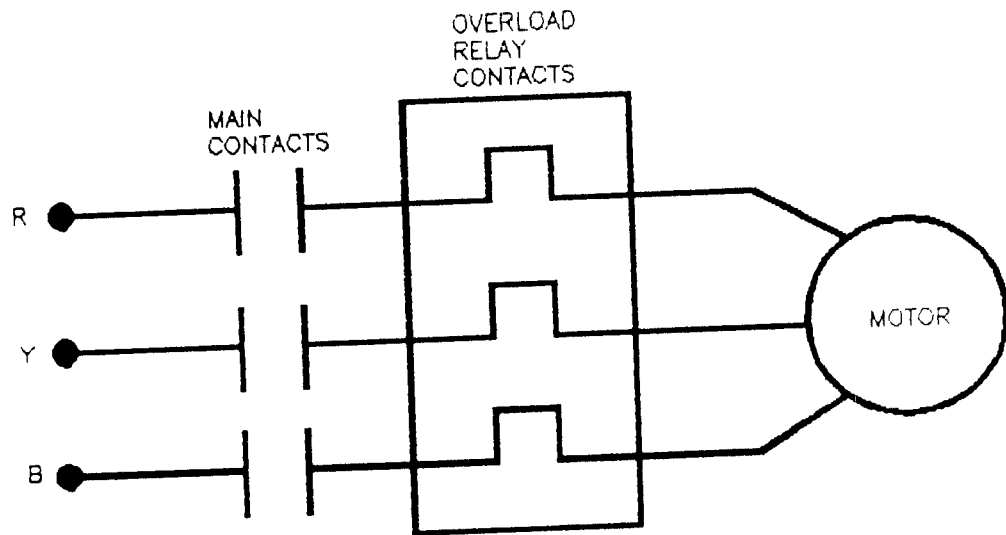 OVERLOAD
RELAY
CONTACTS
MAIN
CONTACTS
R
Y
B
MOTOR